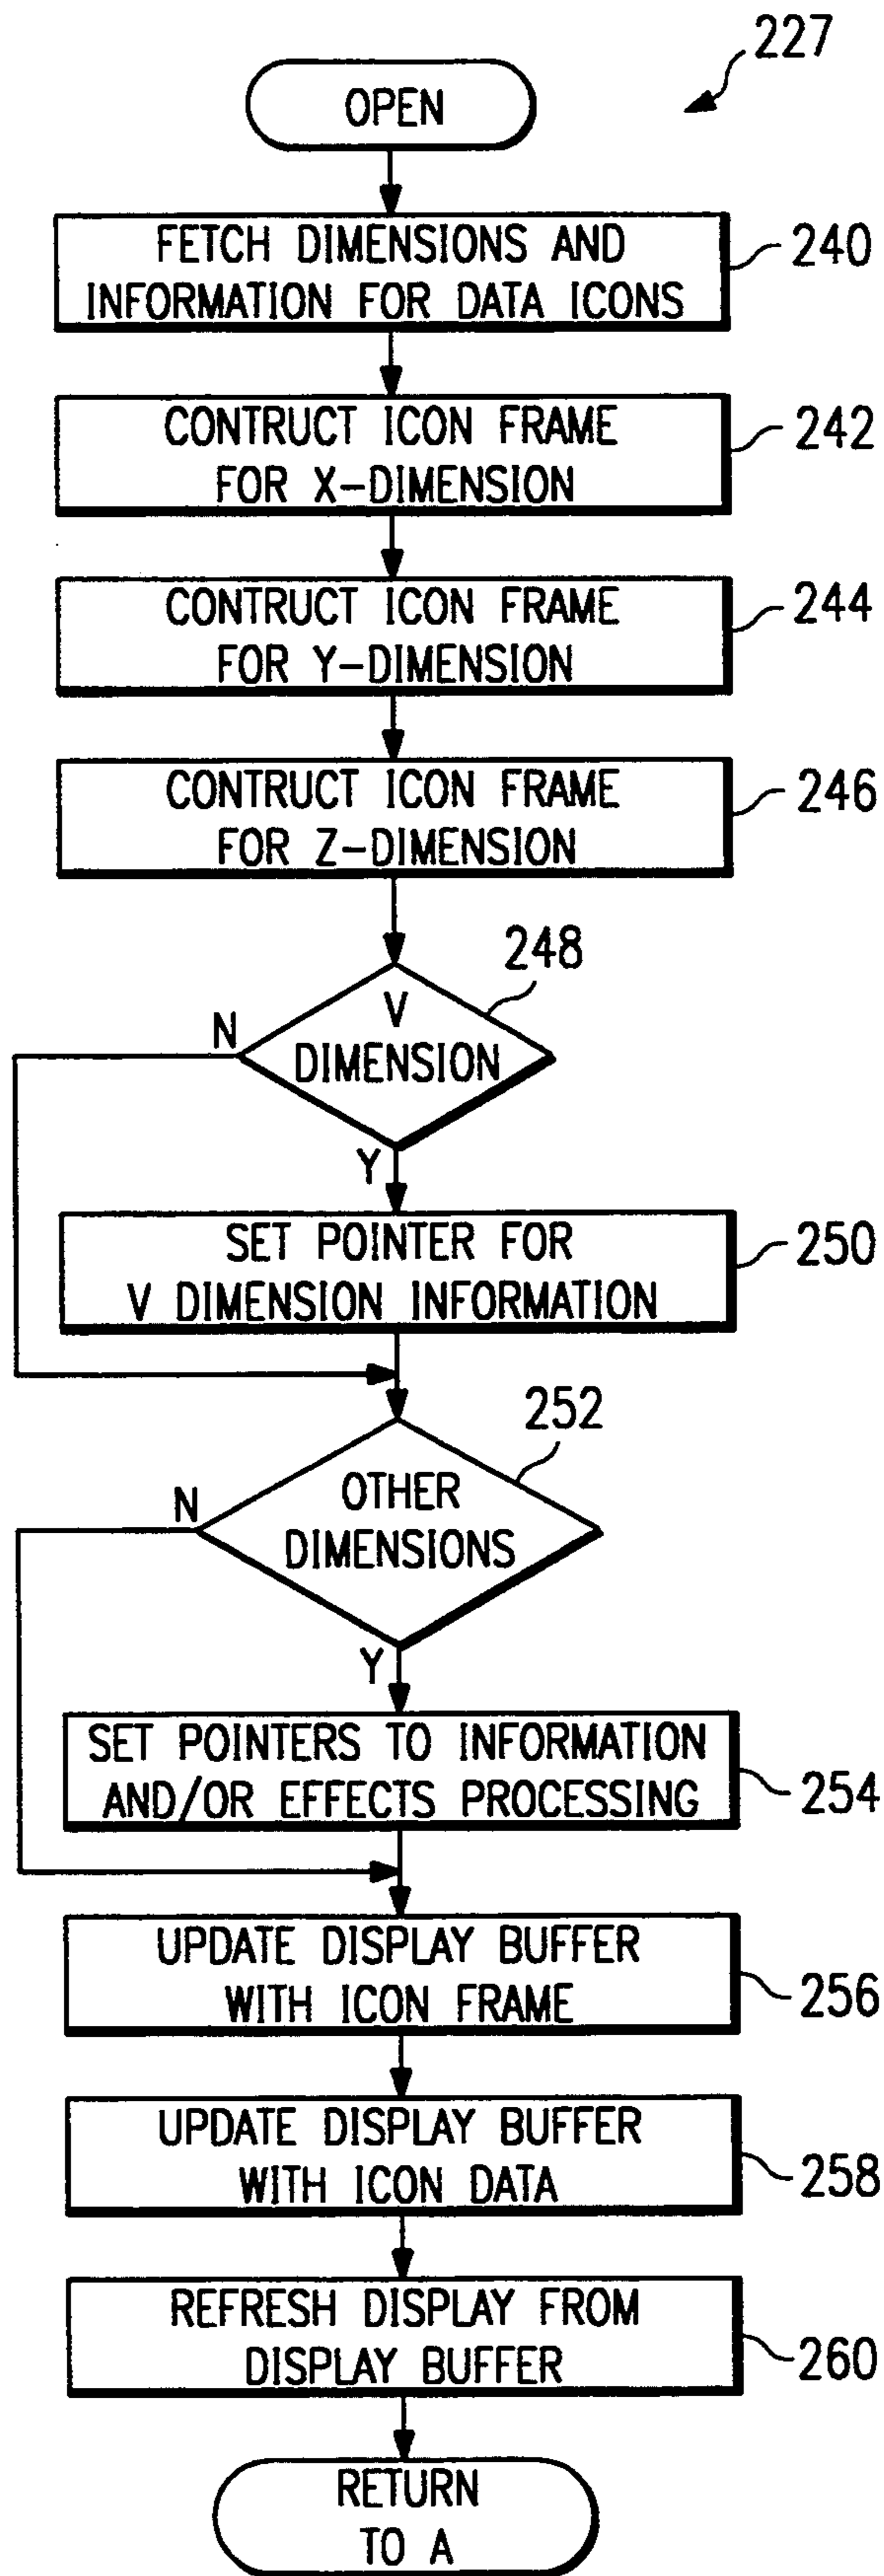 227
OPEN
FETCH DIMENSIONS AND
INFORMATION FOR DATA ICONS
240
CONTRUCT ICON FRAME
FOR X-DIMENSION
242
CONTRUCT ICON FRAME
FOR Y-DIMENSION
244
CONTRUCT ICON FRAME
FOR Z-DIMENSION
246
248
V
DIMENSION
N
Y
SET POINTER FOR
V DIMENSION INFORMATION
250
252
OTHER
DIMENSIONS
N
Y
SET POINTERS TO INFORMATION
AND/OR EFFECTS PROCESSING
254
UPDATE DISPLAY BUFFER
WITH ICON FRAME
256
UPDATE DISPLAY BUFFER
WITH ICON DATA
258
REFRESH DISPLAY FROM
DISPLAY BUFFER
260
RETURN
TO A